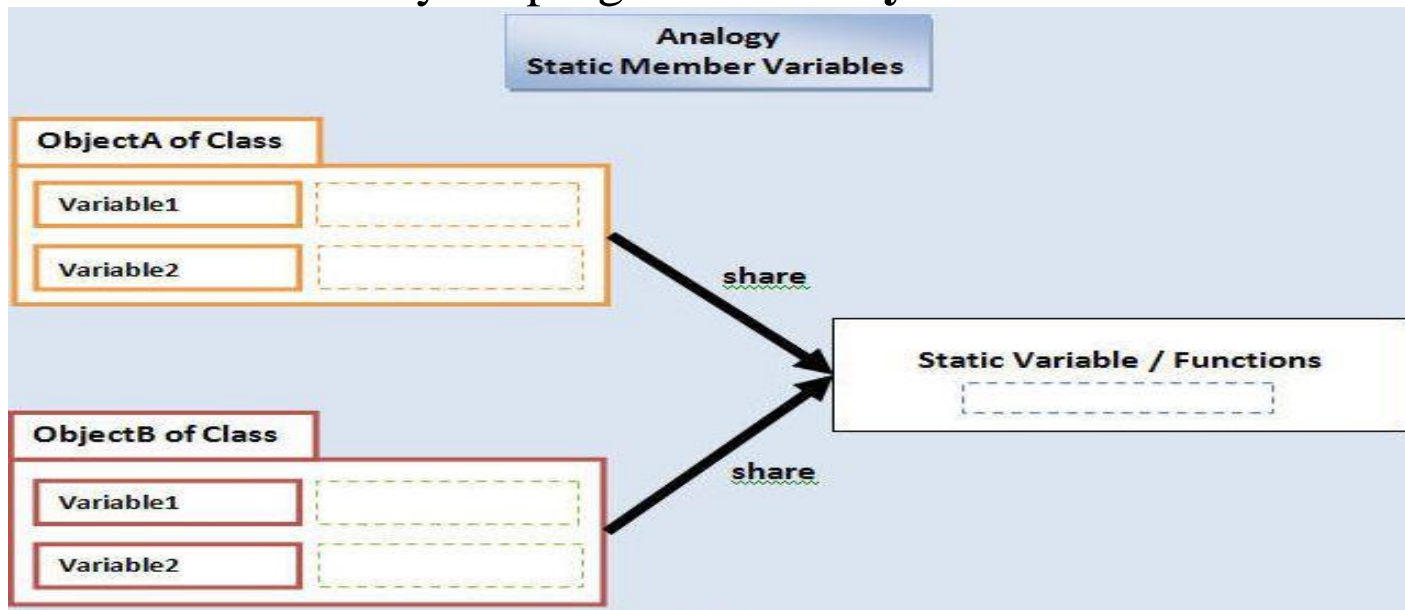 Analogy
Static Member Variables
ObjectA of Class
Variable1
Variable2
share
Static Variable / Functions
ObjectB of Class
share
Variable1
Variable2